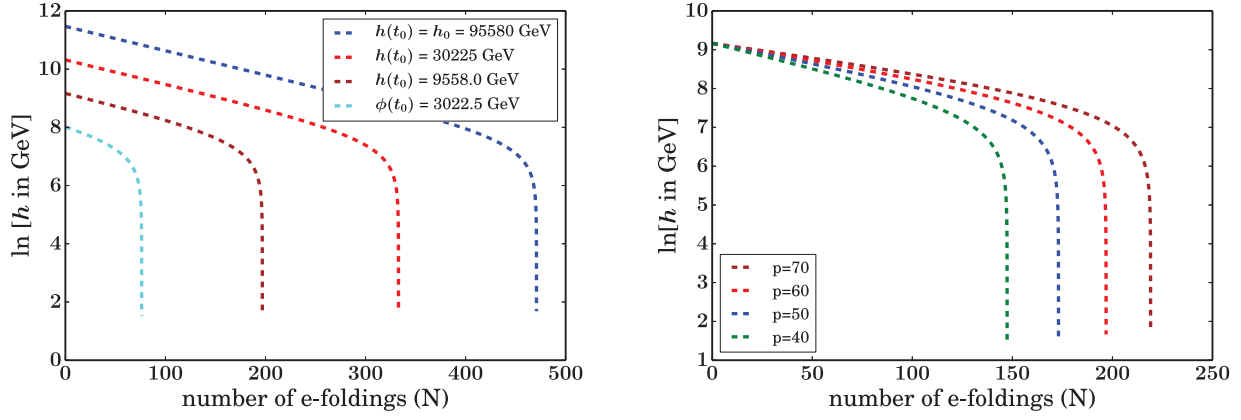 12
10
8
6
4
2
0
ln [h in GeV]
0 100 200 300 400 500
number of e-foldings (N)
h(t₀) = h₀ = 95580 GeV
h(t₀) = 30225 GeV
h(t₀) = 9558.0 GeV
ϕ(t₀) = 3022.5 GeV
10
9
8
7
6
5
4
3
2
1
ln[h in GeV]
0 50 100 150 200 250
number of e-foldings (N)
p=70
p=60
p=50
p=40